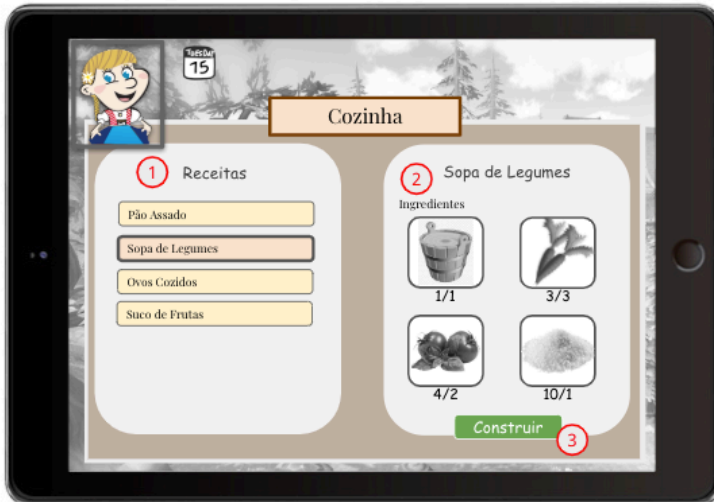 TUESDAY
15
Cozinha
1 Receitas
Pão Assado
Sopa de Legumes
Ovos Cozidos
Suco de Frutas
2 Sopa de Legumes
Ingredientes
1/1 3/3
4/2 10/1
Construir
3